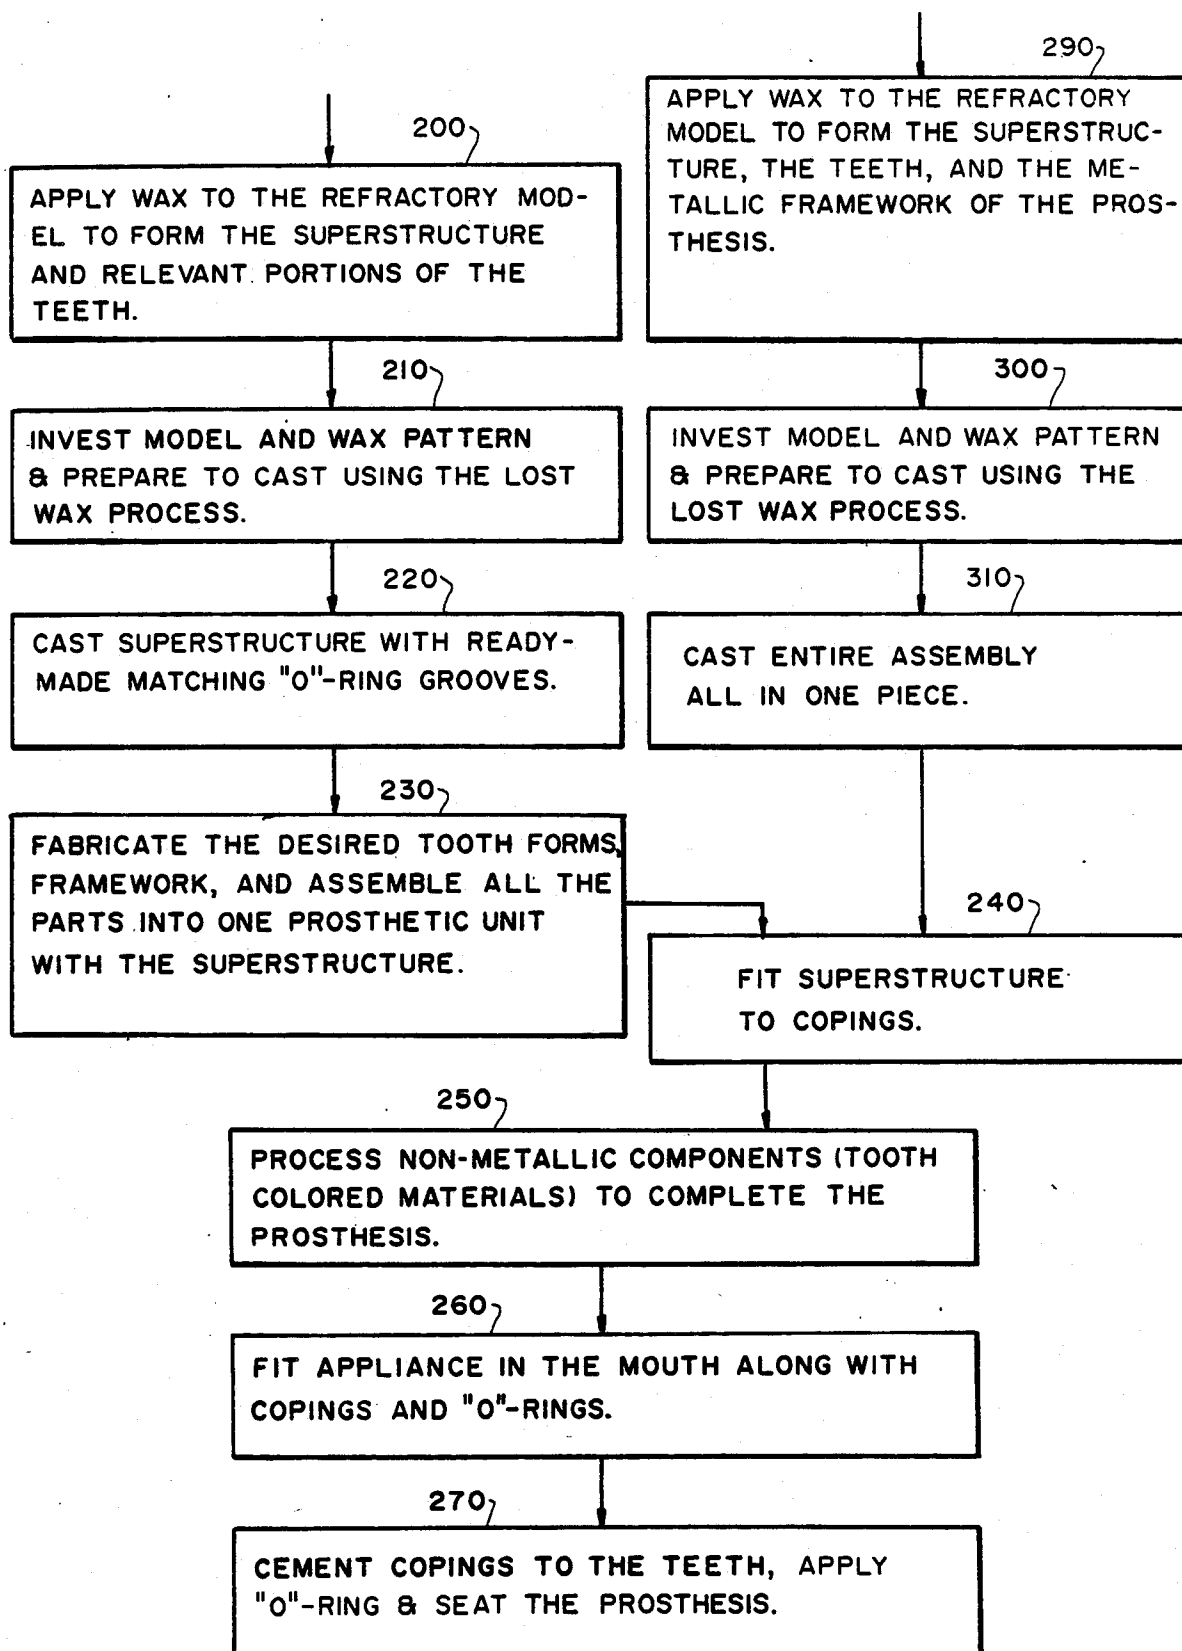 200
APPLY WAX TO THE REFRACTORY MOD-
EL TO FORM THE SUPERSTRUCTURE
AND RELEVANT PORTIONS OF THE
TEETH.
210
INVEST MODEL AND WAX PATTERN
& PREPARE TO CAST USING THE LOST
WAX PROCESS.
220
CAST SUPERSTRUCTURE WITH READY-
MADE MATCHING "O"-RING GROOVES.
230
FABRICATE THE DESIRED TOOTH FORMS,
FRAMEWORK, AND ASSEMBLE ALL THE
PARTS INTO ONE PROSTHETIC UNIT
WITH THE SUPERSTRUCTURE.
290
APPLY WAX TO THE REFRACTORY
MODEL TO FORM THE SUPERSTRUC-
TURE, THE TEETH, AND THE ME-
TALLIC FRAMEWORK OF THE PROS-
THESIS.
300
INVEST MODEL AND WAX PATTERN
& PREPARE TO CAST USING THE
LOST WAX PROCESS.
310
CAST ENTIRE ASSEMBLY
ALL IN ONE PIECE.
240
FIT SUPERSTRUCTURE
TO COPINGS.
250
PROCESS NON-METALLIC COMPONENTS (TOOTH
COLORED MATERIALS) TO COMPLETE THE
PROSTHESIS.
260
FIT APPLIANCE IN THE MOUTH ALONG WITH
COPINGS AND "O"-RINGS.
270
CEMENT COPINGS TO THE TEETH, APPLY
"O"-RING & SEAT THE PROSTHESIS.